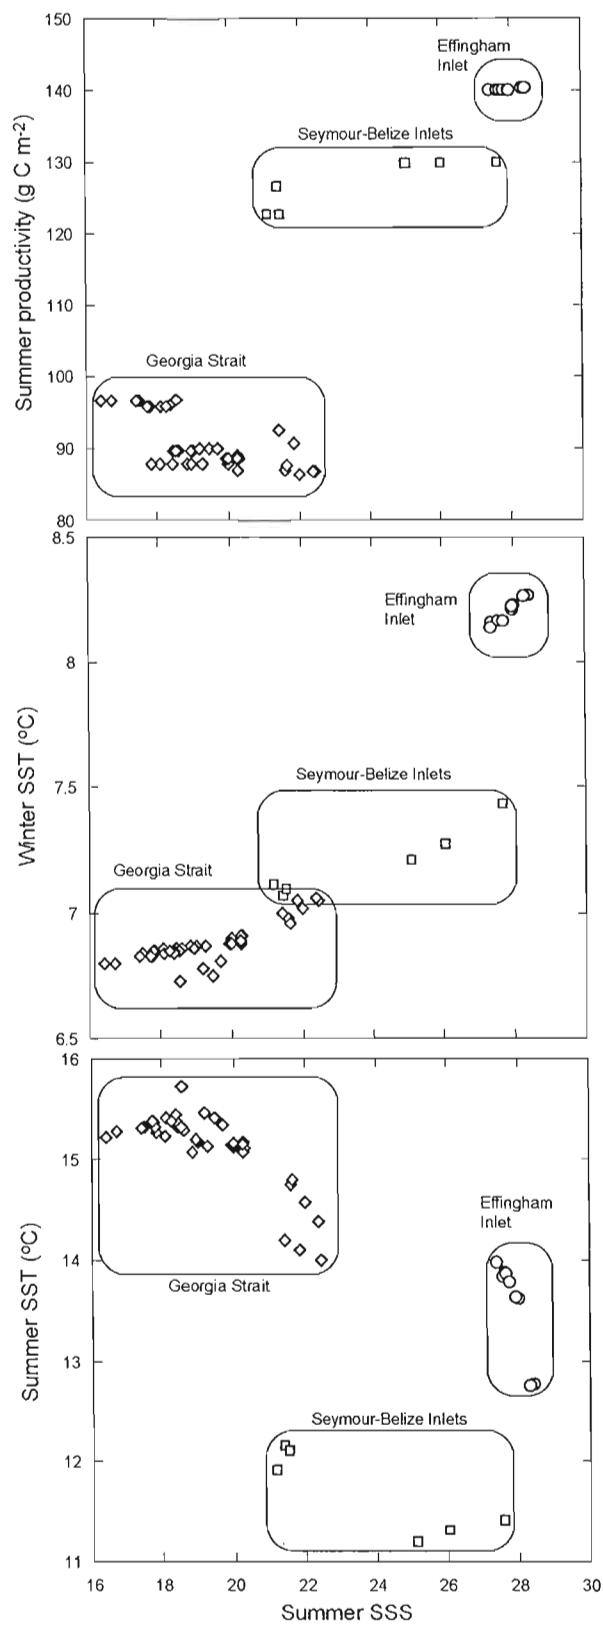 150
140
130
120
110
100
90
80
Summer productivity (g C m-2)
Effingham
Inlet
Seymour-Belize Inlets
Georgia Strait
8.5
8
7.5
7
6.5
Winter SST (ºC)
Effingham
Inlet
Seymour-Belize Inlets
Georgia Strait
16
15
14
13
12
11
Summer SST (ºC)
Effingham
Inlet
Georgia Strait
Seymour-Belize Inlets
16 18 20 22 24 26 28 30
Summer SSS